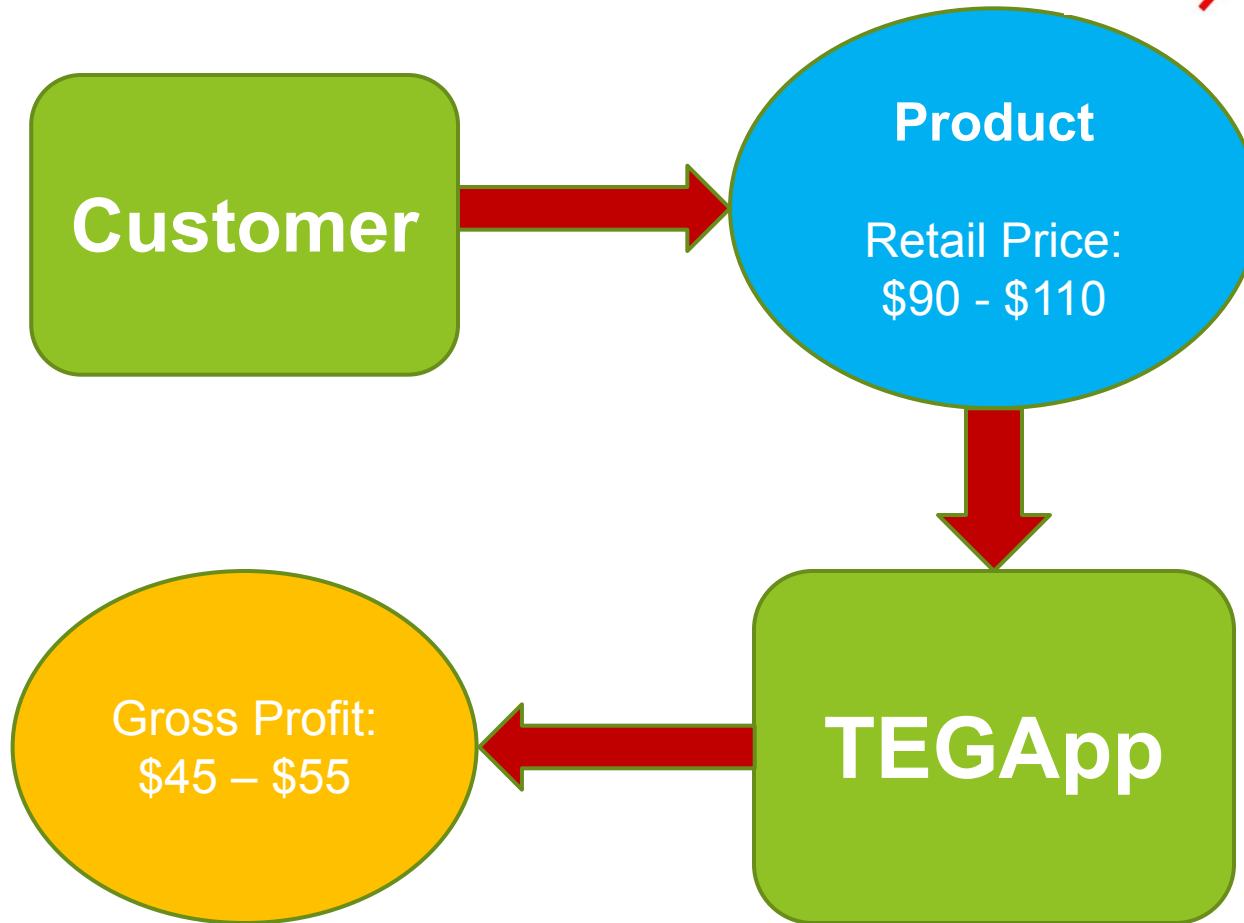 Customer
Product
Retail Price:
$90 - $110
Gross Profit:
$45 – $55
TEGApp